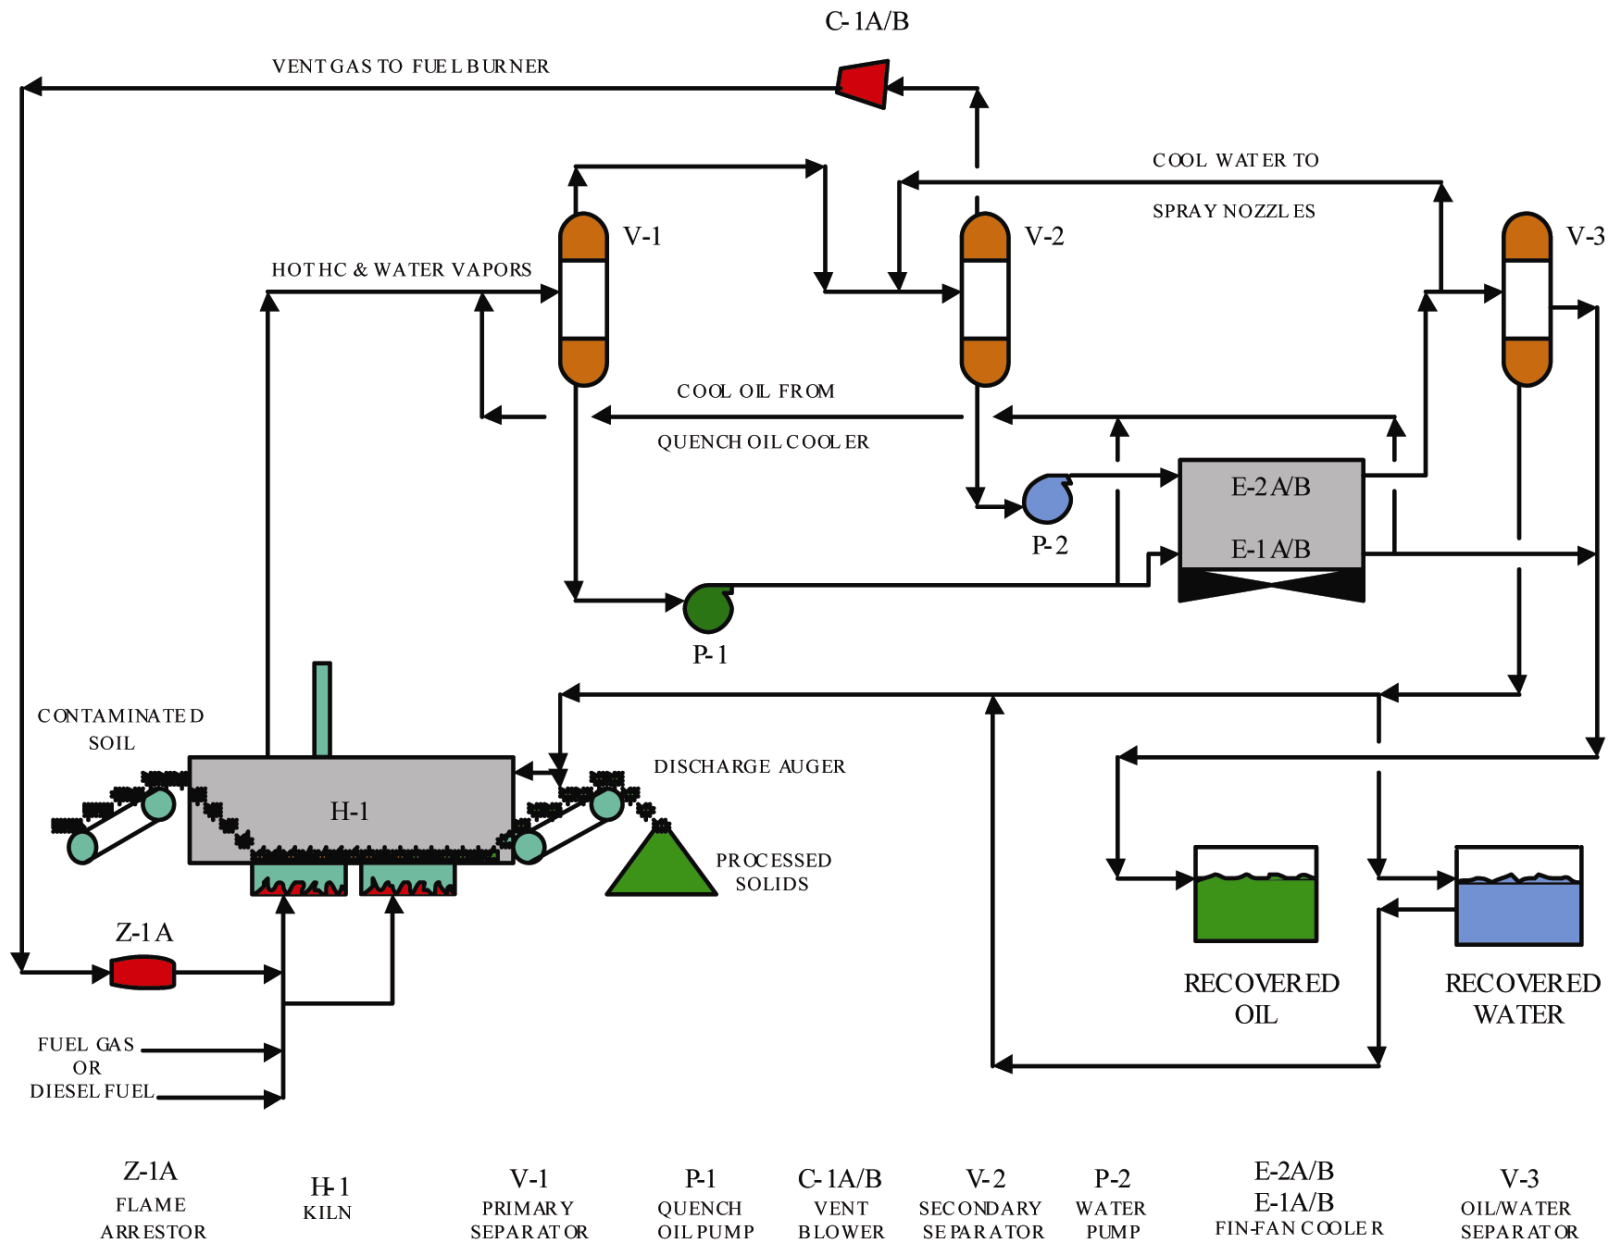 C-1A/B
VENT GAS TO FUEL BURNER
COOL WATER TO
SPRAY NOZZLES
V-1
V-2
V-3
HOT HC & WATER VAPORS
COOL OIL FROM
QUENCH OIL COOLER
E-2A/B
E-1A/B
P-2
P-1
CONTAMINATED
SOIL
DISCHARGE AUGER
H-1
PROCESSED
SOLIDS
Z-1A
RECOVERED
OIL
RECOVERED
WATER
FUEL GAS
OR
DIESEL FUEL
Z-1A
FLAME
ARRESTOR
H-1
KILN
V-1
PRIMARY
SEPARATOR
P-1
QUENCH
OIL PUMP
C-1A/B
VENT
BLOWER
V-2
SECONDARY
SEPARATOR
P-2
WATER
PUMP
E-2A/B
E-1A/B
FIN-FAN COOLER
V-3
OIL/WATER
SEPARATOR